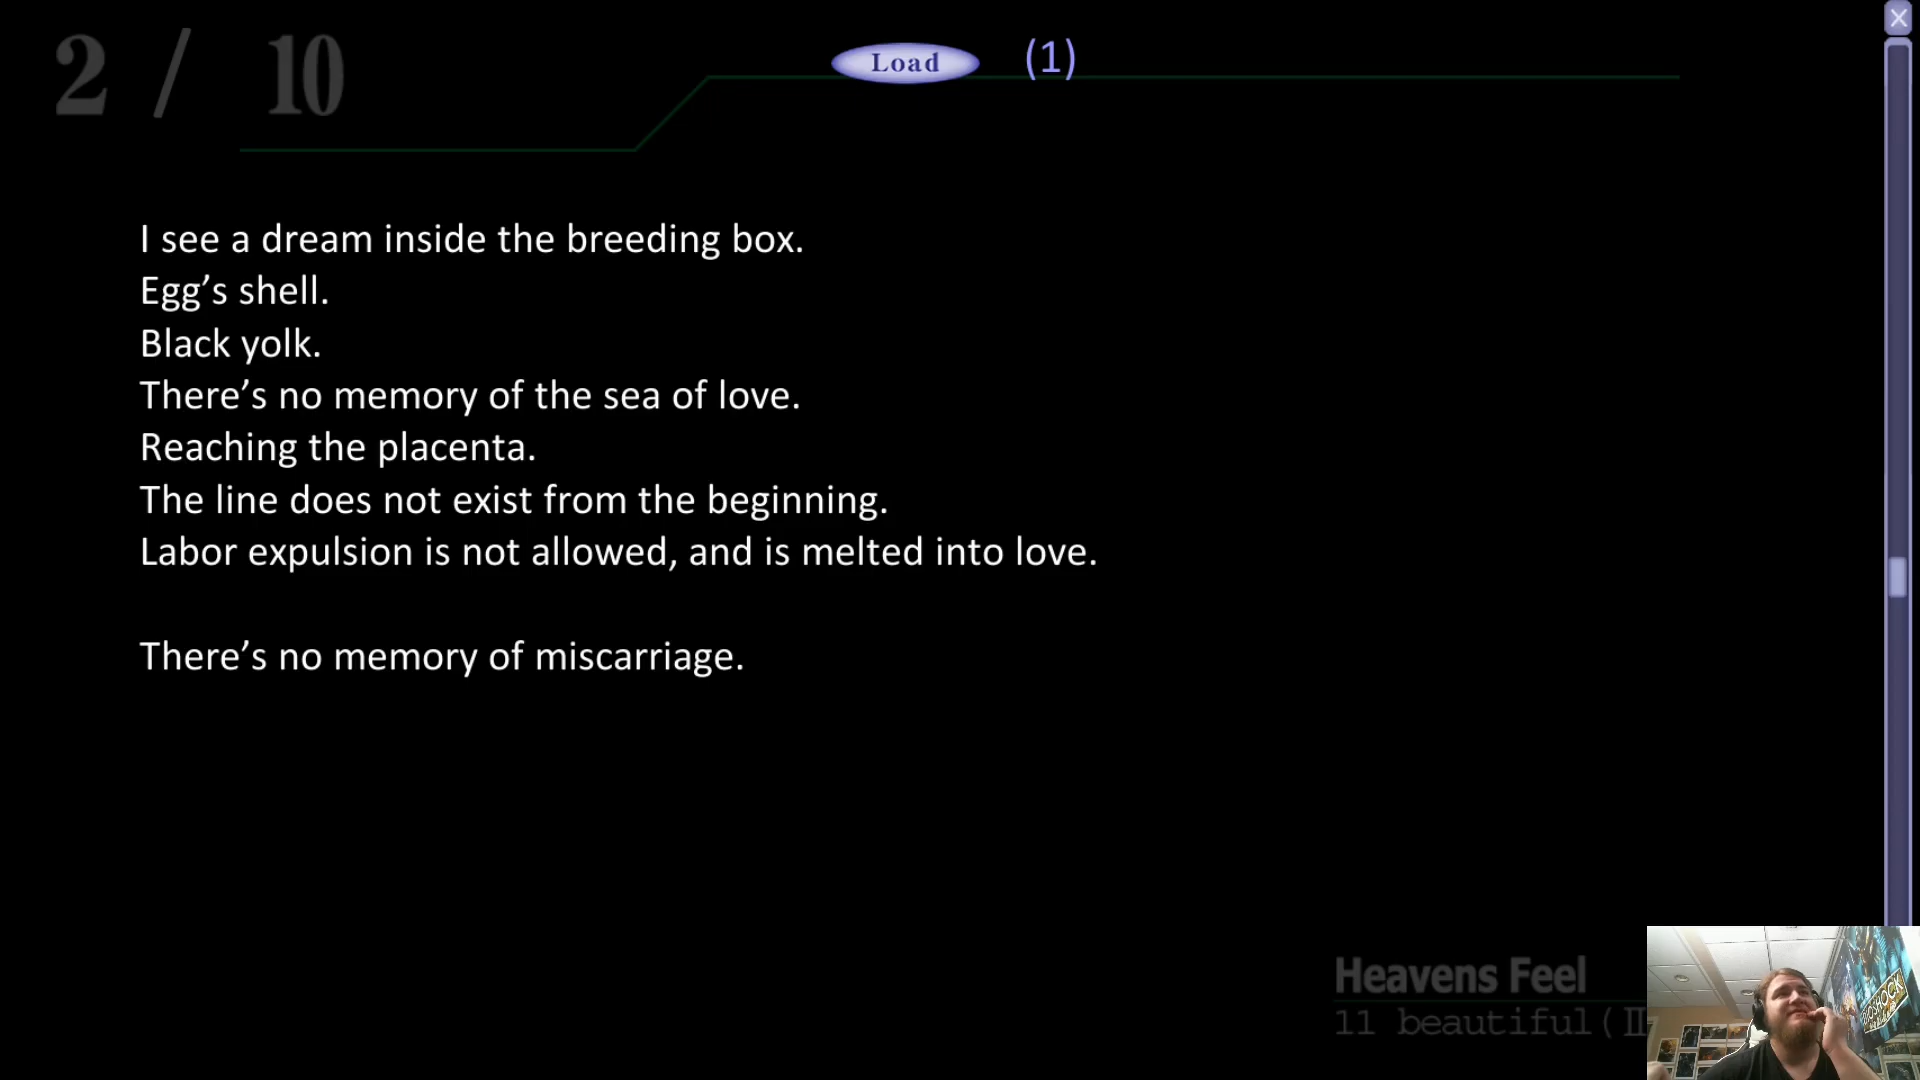 2 / 10
Load (1)
I see a dream inside the breeding box.
Egg’s shell.
Black yolk.
There’s no memory of the sea of love.
Reaching the placenta.
The line does not exist from the beginning.
Labor expulsion is not allowed, and is melted into love.
There’s no memory of miscarriage.
Heavens Feel
11 beautiful(Ⅱ
BIOSHOCK